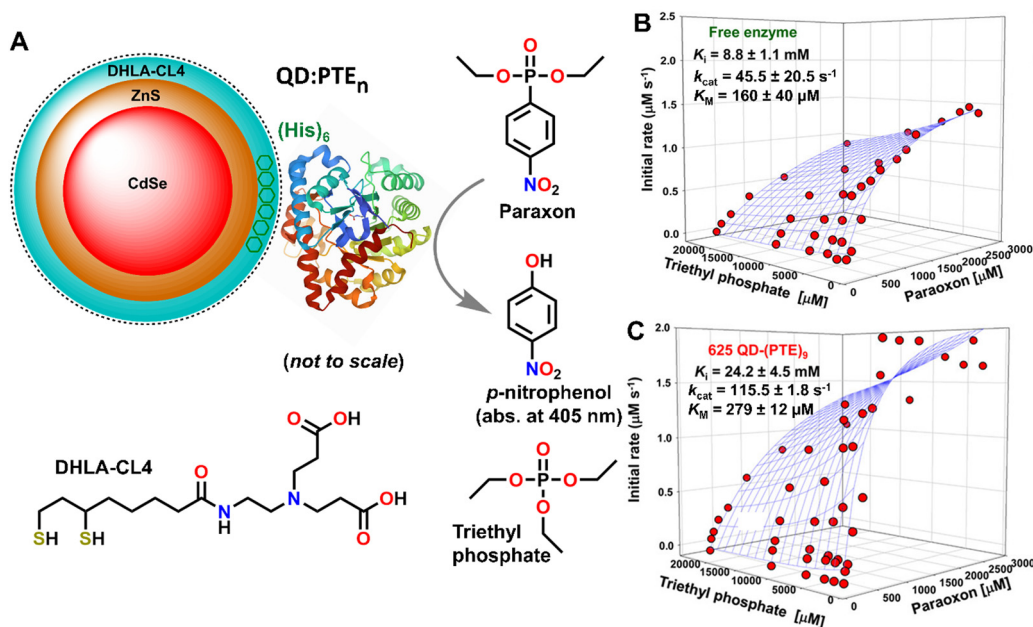 A
DHLA-CL4
ZnS
CdSe
QD:PTEn
(His)6
(not to scale)
O
O
P
O
NO2
Paraxon
OH
NO2
p-nitrophenol
(abs. at 405 nm)
O
O
P
O
O
Triethyl
phosphate
DHLA-CL4
SH
SH
O
N
H
N
O
OH
O
OH
B
Free enzyme
Ki = 8.8 ± 1.1 mM
kcat = 45.5 ± 20.5 s-1
KM = 160 ± 40 µM
Initial rate (µM s-1)
2.0
1.5
1.0
0.5
0.0
20000
15000
10000
5000
0
Triethyl phosphate [µM]
0
500
1000
1500
2000
2500
3000
Paraoxon [µM]
C
625 QD-(PTE)9
Ki = 24.2 ± 4.5 mM
kcat = 115.5 ± 1.8 s-1
KM = 279 ± 12 µM
Initial rate (µM s-1)
2.0
1.5
1.0
0.5
0.0
20000
15000
10000
5000
0
Triethyl phosphate [µM]
0
500
1000
1500
2000
2500
3000
Paraoxon [µM]